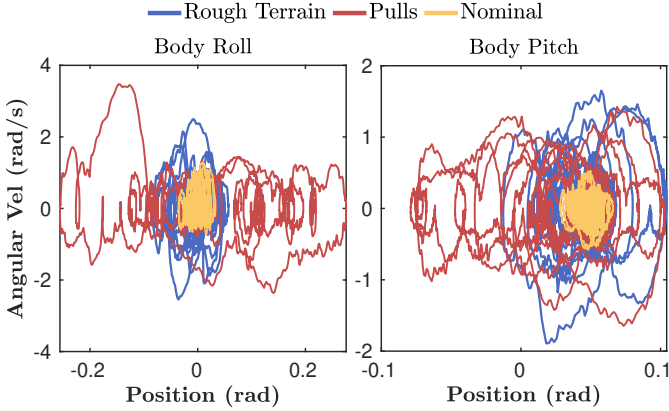 Rough Terrain Pulls Nominal
Body Roll Body Pitch
4 2
2 1
0 0
-2 -1
-4 -2
-0.2 0 0.2 -0.1 0 0.1
Angular Vel (rad/s)
Position (rad) Position (rad)